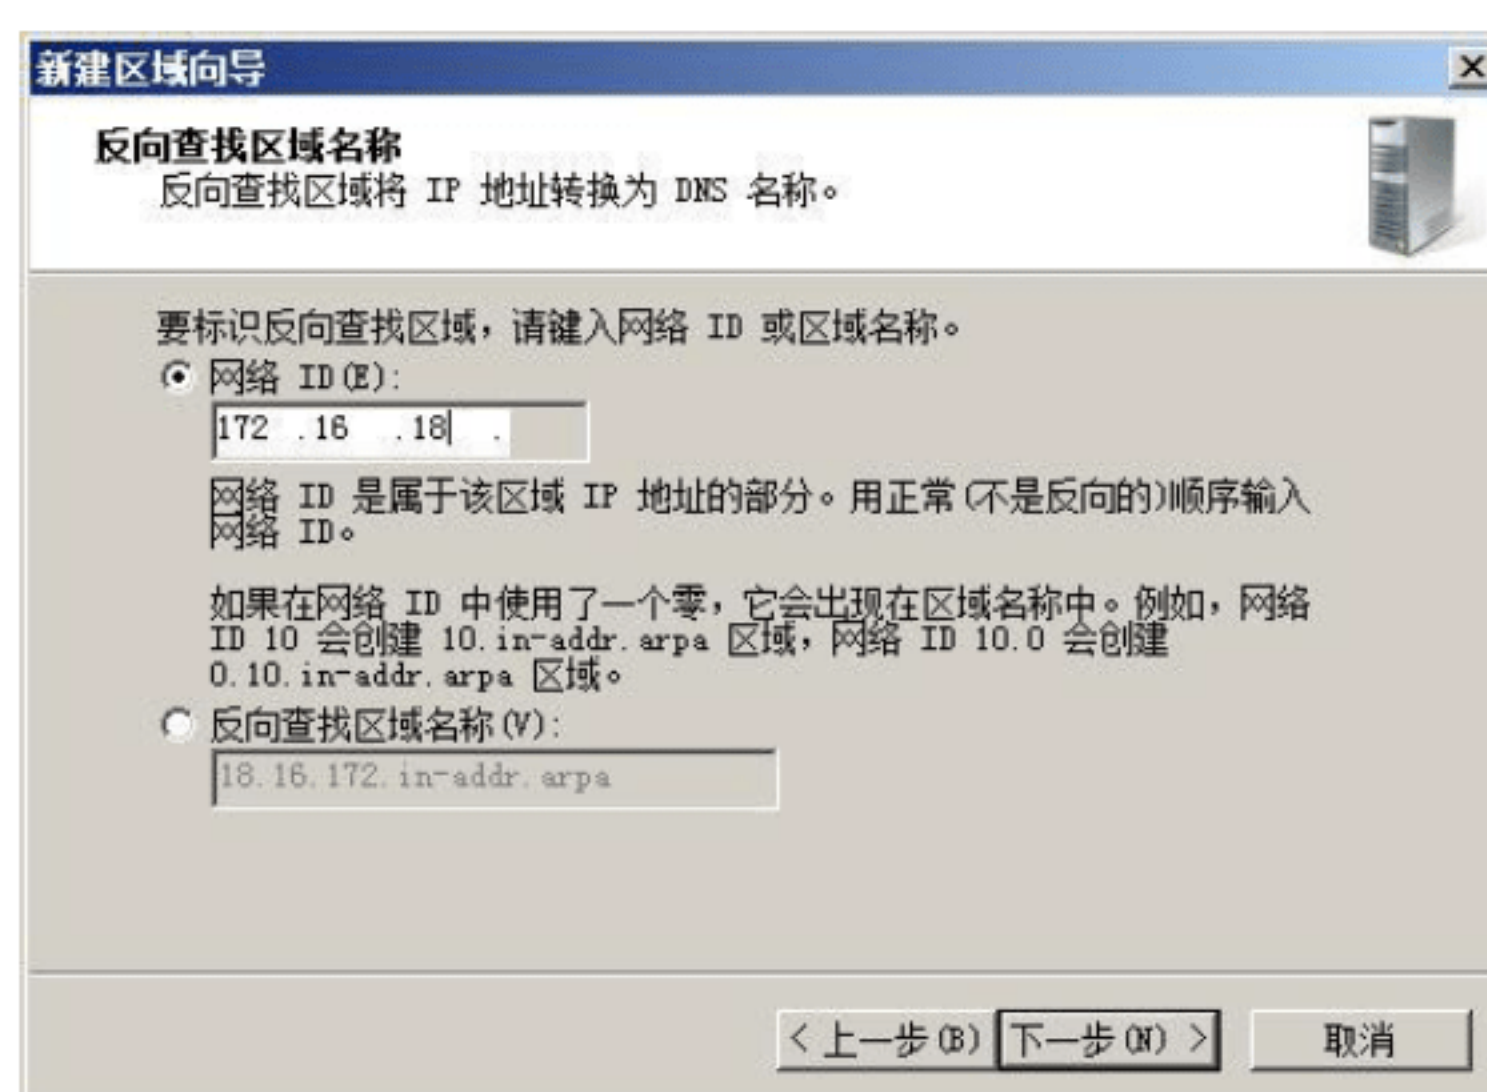 新建区域向导
反向查找区域名称
反向查找区域将 IP 地址转换为 DNS 名称。
要标识反向查找区域，请键入网络 ID 或区域名称。
网络 ID(E):
172 .16 .18 .
网络 ID 是属于该区域 IP 地址的部分。用正常(不是反向的)顺序输入
网络 ID。
如果在网络 ID 中使用了一个零，它会出现在区域名称中。例如，网络
ID 10 会创建 10.in-addr.arpa 区域，网络 ID 10.0 会创建
0.10.in-addr.arpa 区域。
反向查找区域名称(V):
18.16.172.in-addr.arpa
< 上一步(B) 下一步(N) > 取消